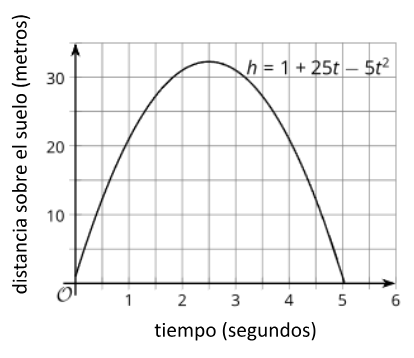 distancia sobre el suelo (metros)
h = 1 + 25t − 5t²
30
20
10
O
1 2 3 4 5 6
tiempo (segundos)